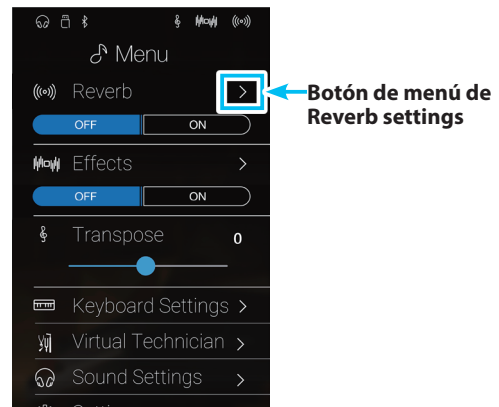 Menu
Reverb
OFF ON
Effects
OFF ON
Transpose 0
Keyboard Settings
Virtual Technician
Sound Settings
Botón de menú de
Reverb settings